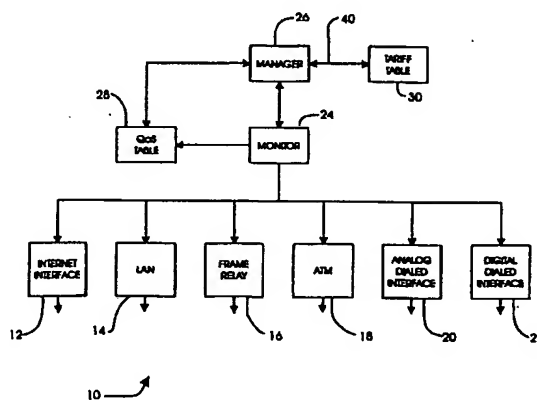 26
40
MANAGER
TARIFF
TABLE
28
24
30
QoS
TABLE
MONITOR
INTERNET
INTERFACE
LAN
FRAME
RELAY
ATM
ANALOG
DIALED
INTERFACE
DIGITAL
DIALED
INTERFACE
12
14
16
18
20
2
10